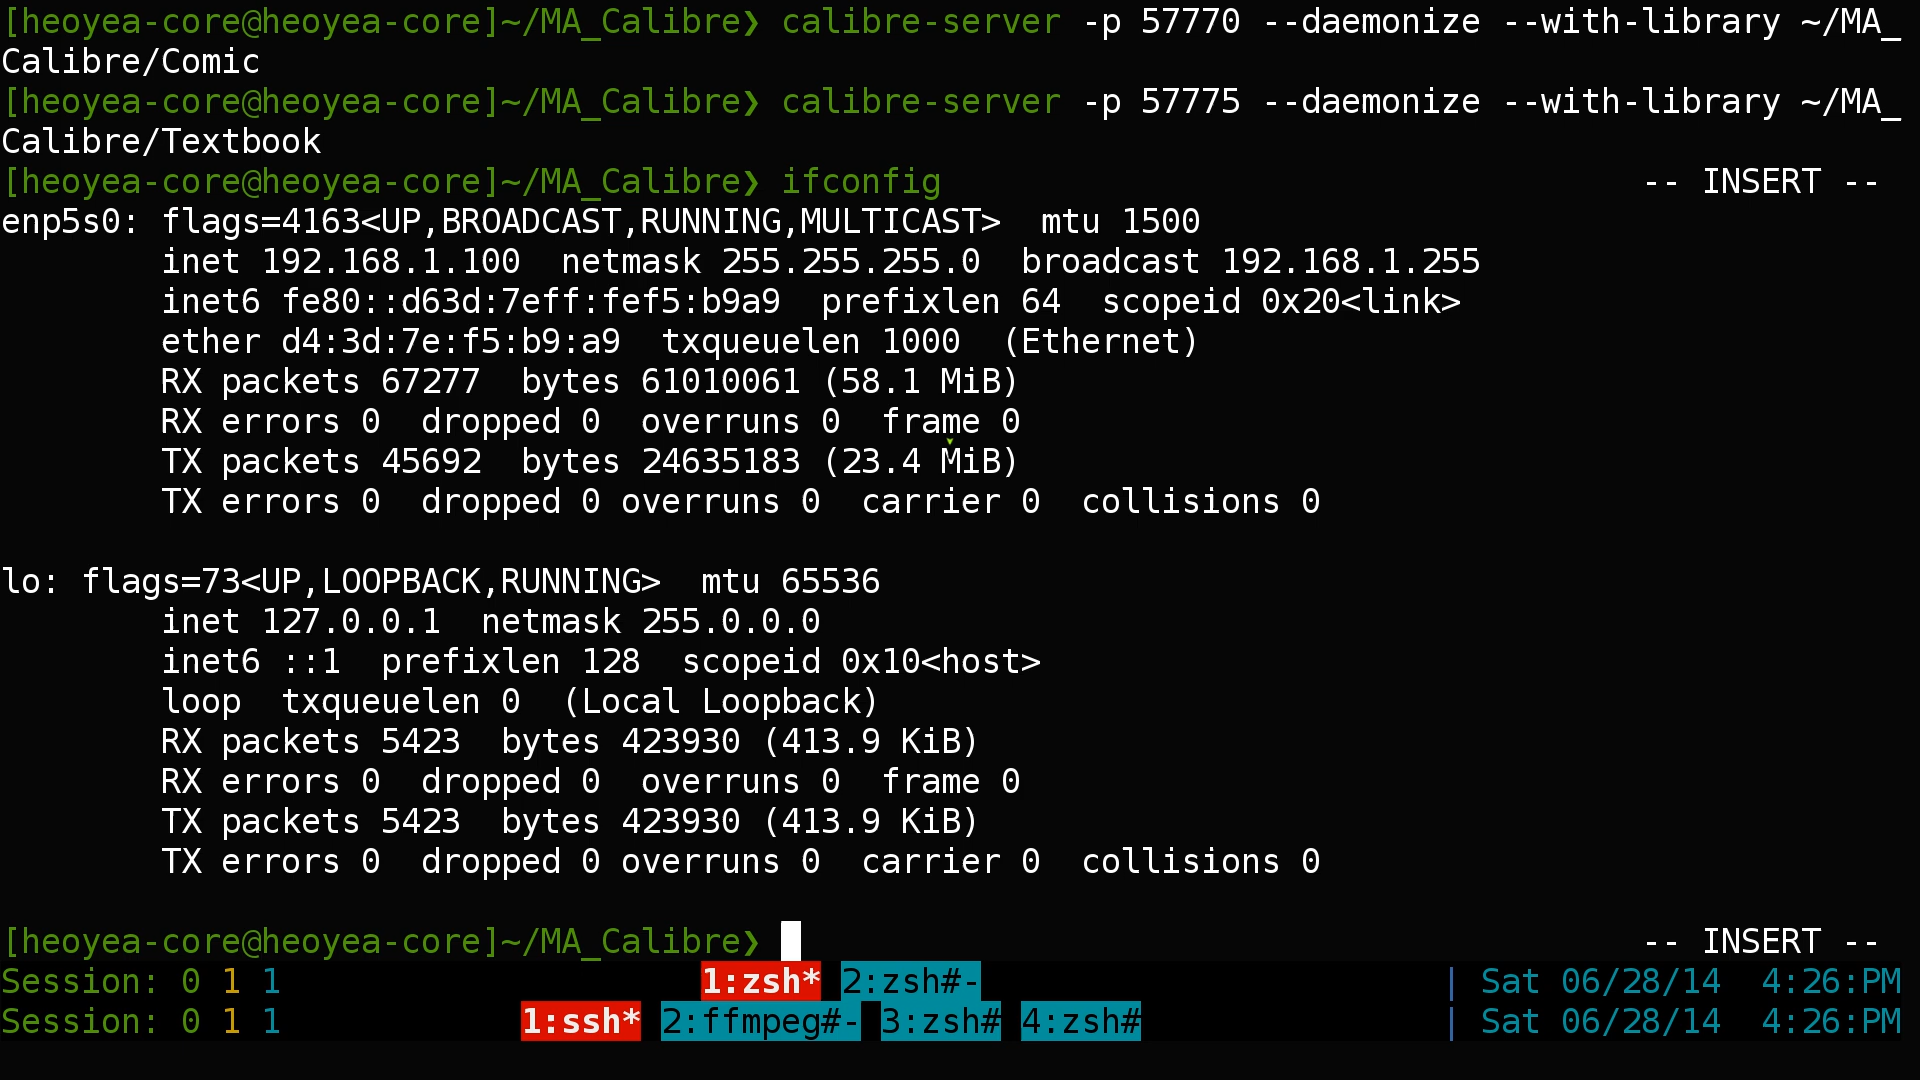 [heoyea-core@heoyea-core]~/MA_Calibre❯ calibre-server -p 57770 --daemonize --with-library ~/MA_
Calibre/Comic
[heoyea-core@heoyea-core]~/MA_Calibre❯ calibre-server -p 57775 --daemonize --with-library ~/MA_
Calibre/Textbook
[heoyea-core@heoyea-core]~/MA_Calibre❯ ifconfig -- INSERT --
enp5s0: flags=4163<UP,BROADCAST,RUNNING,MULTICAST>  mtu 1500
        inet 192.168.1.100  netmask 255.255.255.0  broadcast 192.168.1.255
        inet6 fe80::d63d:7eff:fef5:b9a9  prefixlen 64  scopeid 0x20<link>
        ether d4:3d:7e:f5:b9:a9  txqueuelen 1000  (Ethernet)
        RX packets 67277  bytes 61010061 (58.1 MiB)
        RX errors 0  dropped 0  overruns 0  frame 0
        TX packets 45692  bytes 24635183 (23.4 MiB)
        TX errors 0  dropped 0 overruns 0  carrier 0  collisions 0
lo: flags=73<UP,LOOPBACK,RUNNING>  mtu 65536
        inet 127.0.0.1  netmask 255.0.0.0
        inet6 ::1  prefixlen 128  scopeid 0x10<host>
        loop  txqueuelen 0  (Local Loopback)
        RX packets 5423  bytes 423930 (413.9 KiB)
        RX errors 0  dropped 0  overruns 0  frame 0
        TX packets 5423  bytes 423930 (413.9 KiB)
        TX errors 0  dropped 0 overruns 0  carrier 0  collisions 0
[heoyea-core@heoyea-core]~/MA_Calibre❯ -- INSERT --
Session: 0 1 1 1:zsh* 2:zsh#- | Sat 06/28/14  4:26:PM
Session: 0 1 1 1:ssh* 2:ffmpeg#- 3:zsh# 4:zsh# | Sat 06/28/14  4:26:PM